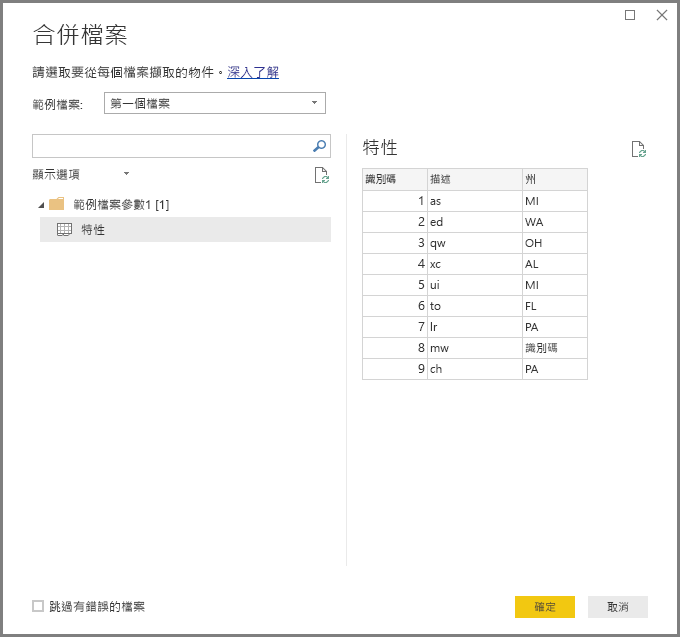 合併檔案
請選取要從每個檔案擷取的物件。深入了解
範例檔案: 第一個檔案
顯示選項
範例檔案參數1 [1]
特性
特性
識別碼 描述 州
1 as MI
2 ed WA
3 qw OH
4 xc AL
5 ui MI
6 to FL
7 lr PA
8 mw 識別碼
9 ch PA
跳過有錯誤的檔案
確定 取消